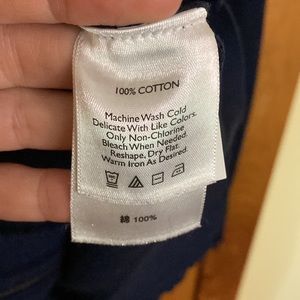 100% COTTON
Machine Wash Cold
Delicate With Like Colors.
Only Non-Chlorine
Bleach When Needed.
Reshape, Dry Flat.
Warm Iron As Desired.
綿 100%